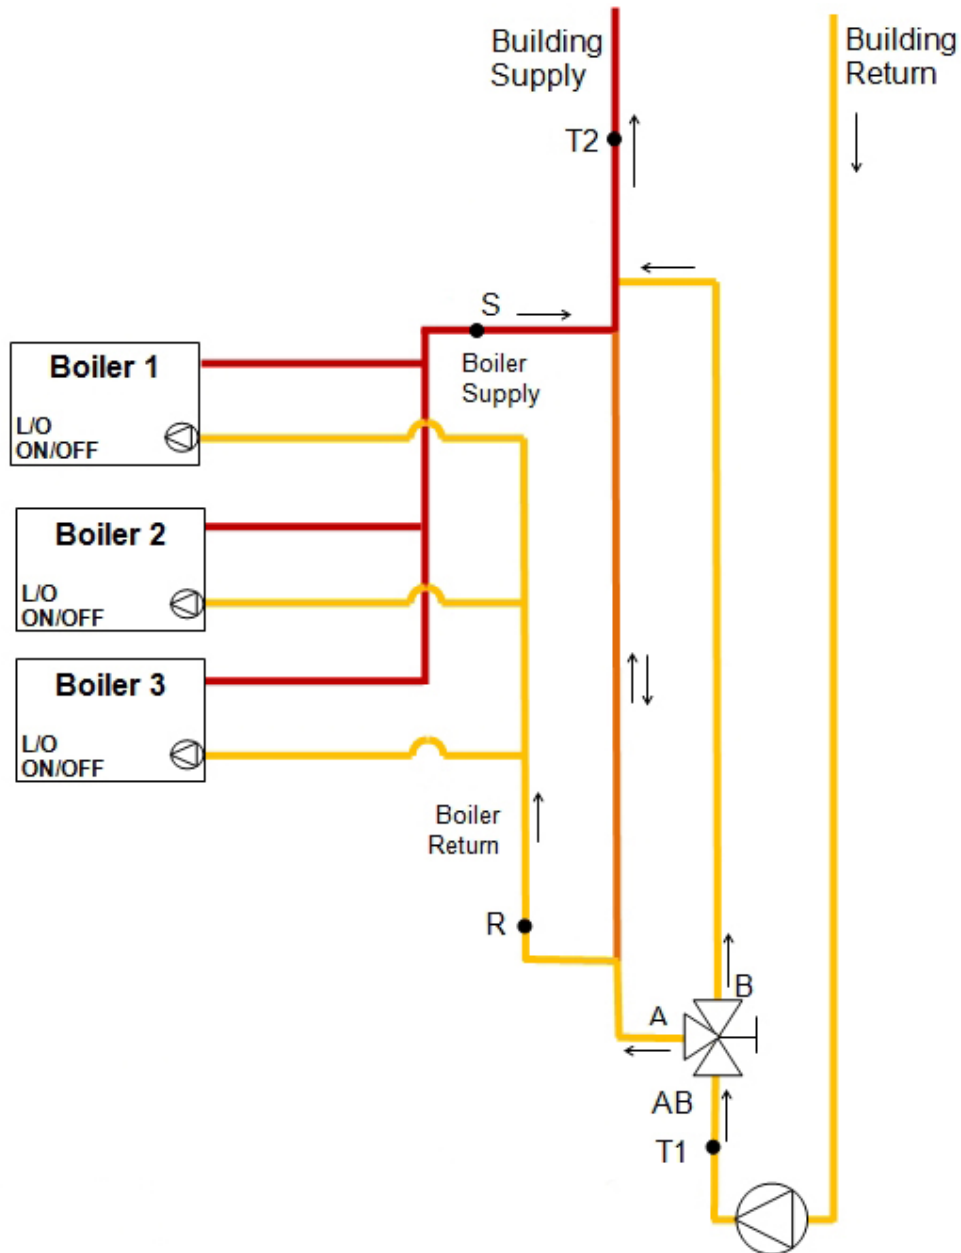 Building
Supply
Building
Return
T2
S
Boiler
Supply
Boiler 1
L/O
ON/OFF
Boiler 2
L/O
ON/OFF
Boiler 3
L/O
ON/OFF
Boiler
Return
R
B
A
AB
T1